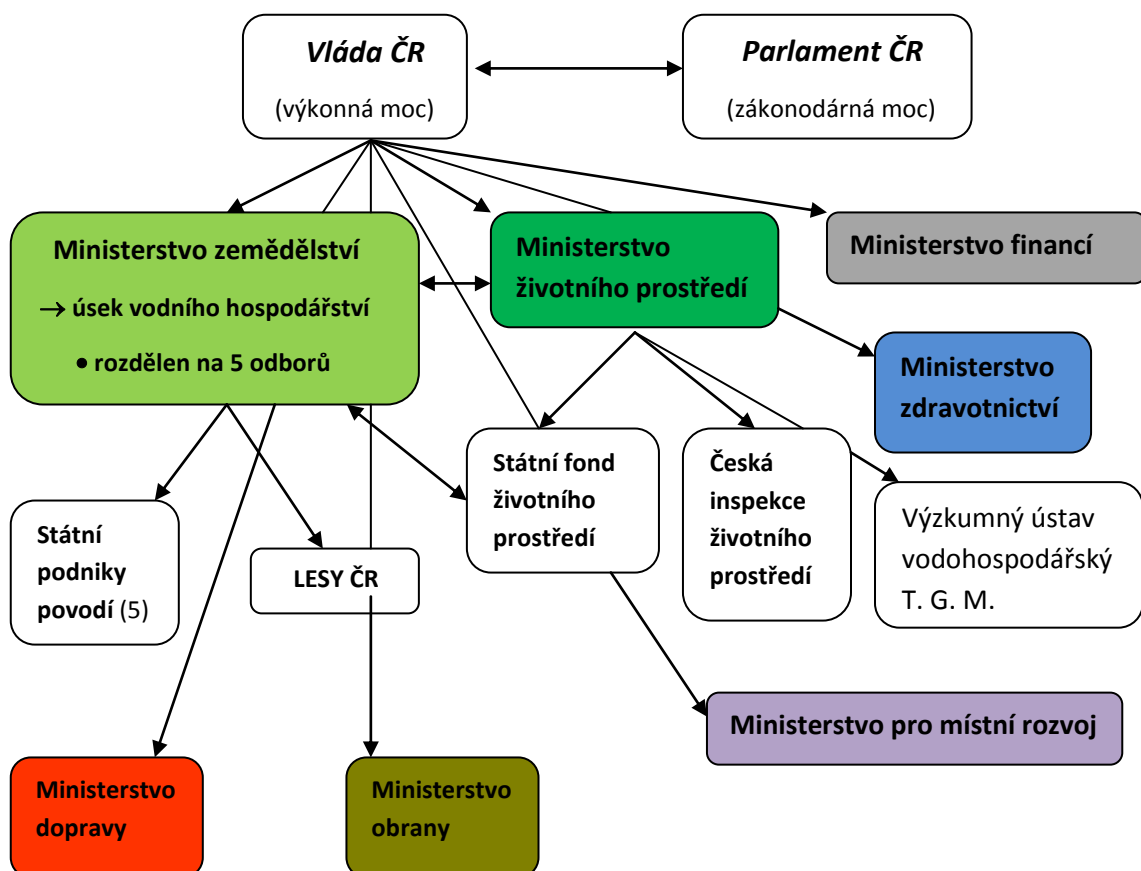 Vláda ČR
(výkonná moc)
Parlament ČR
(zákonodárná moc)
Ministerstvo zemědělství
→ úsek vodního hospodářství
• rozdělen na 5 odborů
Ministerstvo
životního prostředí
Ministerstvo financí
Ministerstvo
zdravotnictví
Státní
podniky
povodí (5)
LESY ČR
Státní fond
životního
prostředí
Česká
inspekce
životního
prostředí
Výzkumný ústav
vodohospodářský
T. G. M.
Ministerstvo pro místní rozvoj
Ministerstvo
dopravy
Ministerstvo
obrany